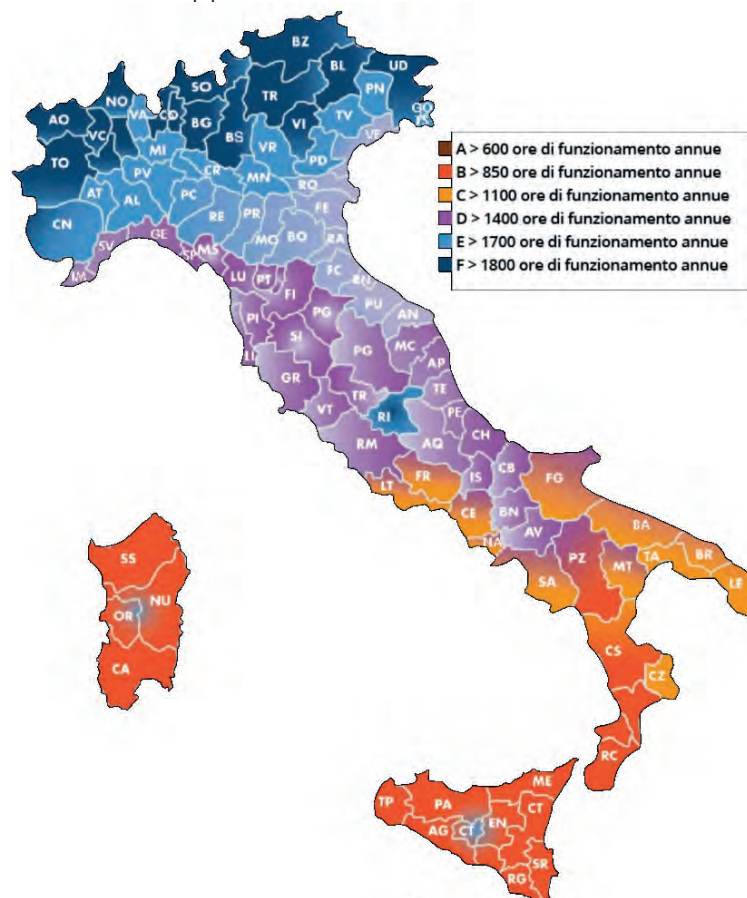 BZ
BL
UD
SO
NO
TR
PN
AO
VA
CO
BG
GO
VC
BS
VI
TV
VE
TO
MI
VR
PD
PV
CR
MN
RO
AT
AL
PC
CN
RE
PR
FE
MO
BO
RA
GE
SV
SP
MS
FC
IM
LU
PT
FI
PU
AN
PI
PG
SI
PG
MC
LI
AP
GR
TR
TE
VT
RI
PE
CH
RM
AQ
CB
FR
IS
FG
LT
CE
BN
BA
NA
AV
PZ
TA
BR
MT
LE
SA
A > 600 ore di funzionamento annue
B > 850 ore di funzionamento annue
C > 1100 ore di funzionamento annue
D > 1400 ore di funzionamento annue
E > 1700 ore di funzionamento annue
F > 1800 ore di funzionamento annue
SS
NU
OR
CA
CS
CZ
RC
ME
TP
PA
CT
EN
AG
CT
SR
RG